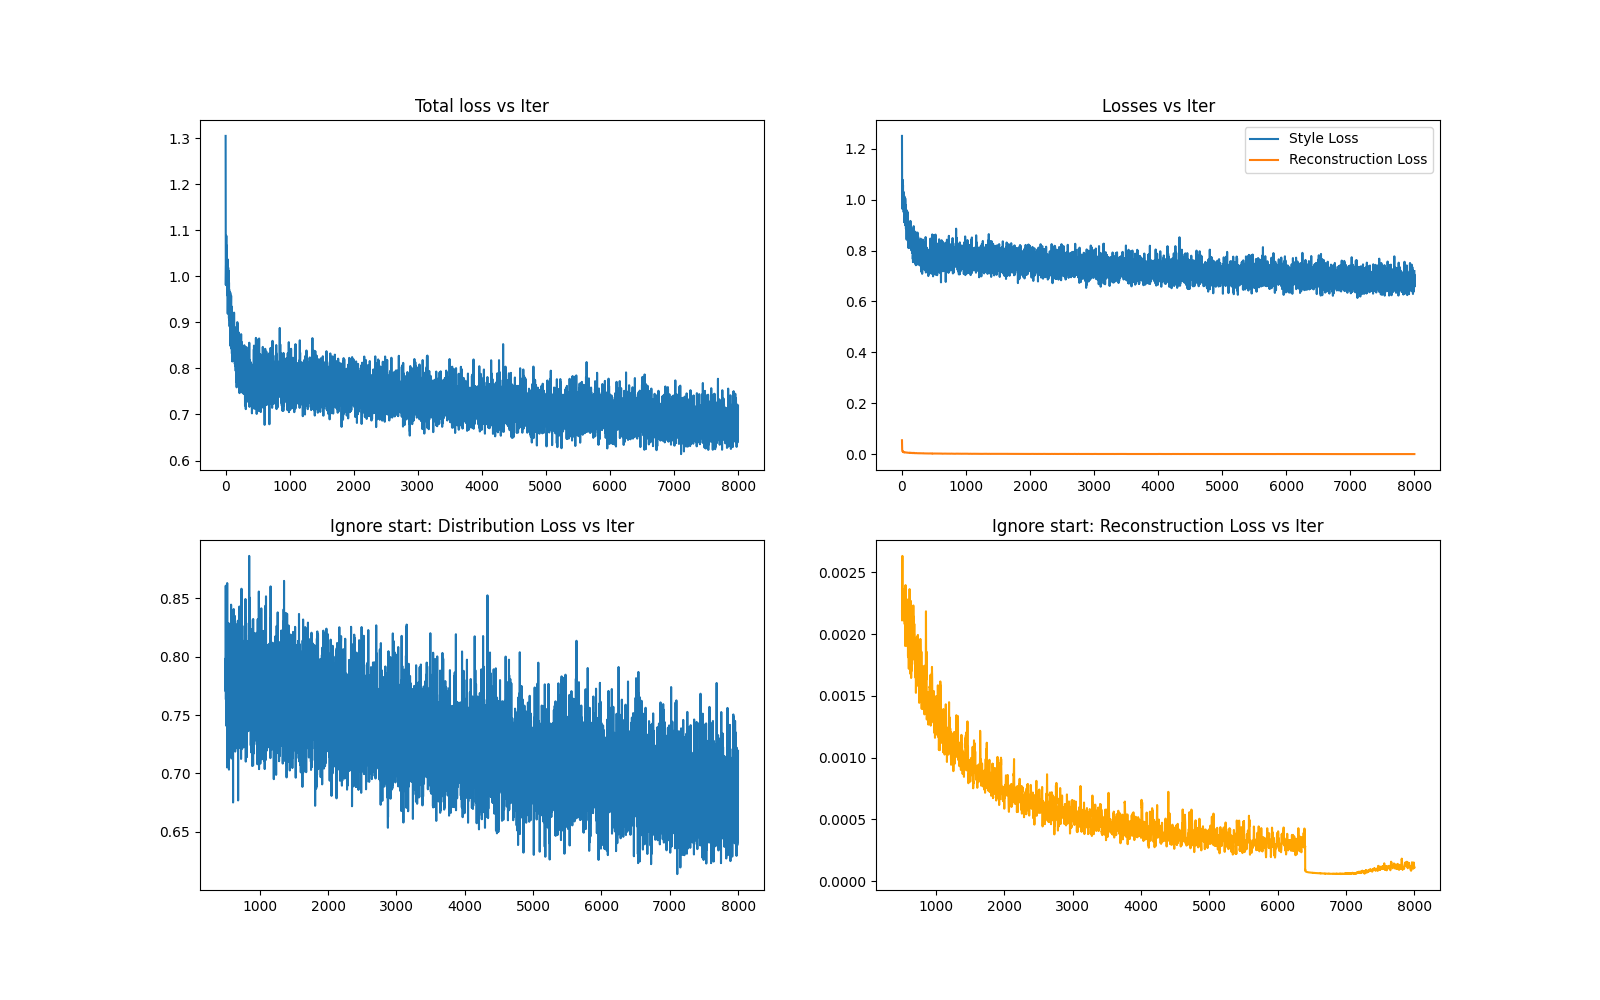 Total loss vs Iter
1.3
1.2
1.1
1.0
0.9
0.8
0.7
0.6
0 1000 2000 3000 4000 5000 6000 7000 8000
Losses vs Iter
Style Loss
Reconstruction Loss
1.2
1.0
0.8
0.6
0.4
0.2
0.0
0 1000 2000 3000 4000 5000 6000 7000 8000
Ignore start: Distribution Loss vs Iter
0.85
0.80
0.75
0.70
0.65
1000 2000 3000 4000 5000 6000 7000 8000
Ignore start: Reconstruction Loss vs Iter
0.0025
0.0020
0.0015
0.0010
0.0005
0.0000
1000 2000 3000 4000 5000 6000 7000 8000